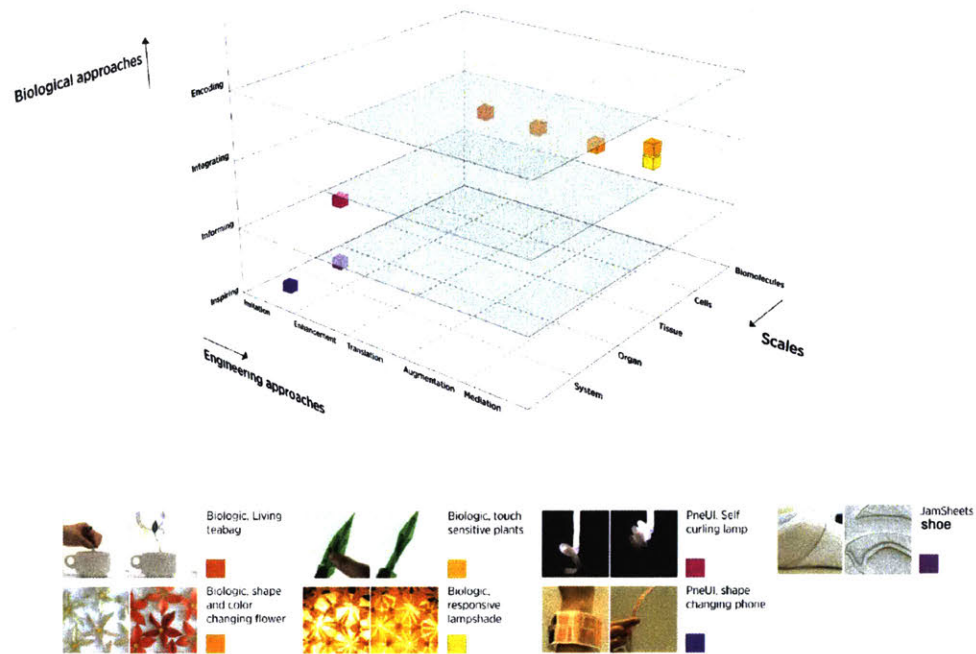 Biological approaches
Encoding
Integrating
Informing
Inspiring
Imitation
Enhancement
Translation
Augmentation
Mediation
Engineering approaches
Biomolecules
Cells
Tissue
Organ
System
Scales
Biologic, Living
teabag
Biologic, touch
sensitive plants
PneUI, Self
curling lamp
JamSheets
shoe
Biologic, shape
and color
changing flower
Biologic,
responsive
lampshade
PneUI, shape
changing phone